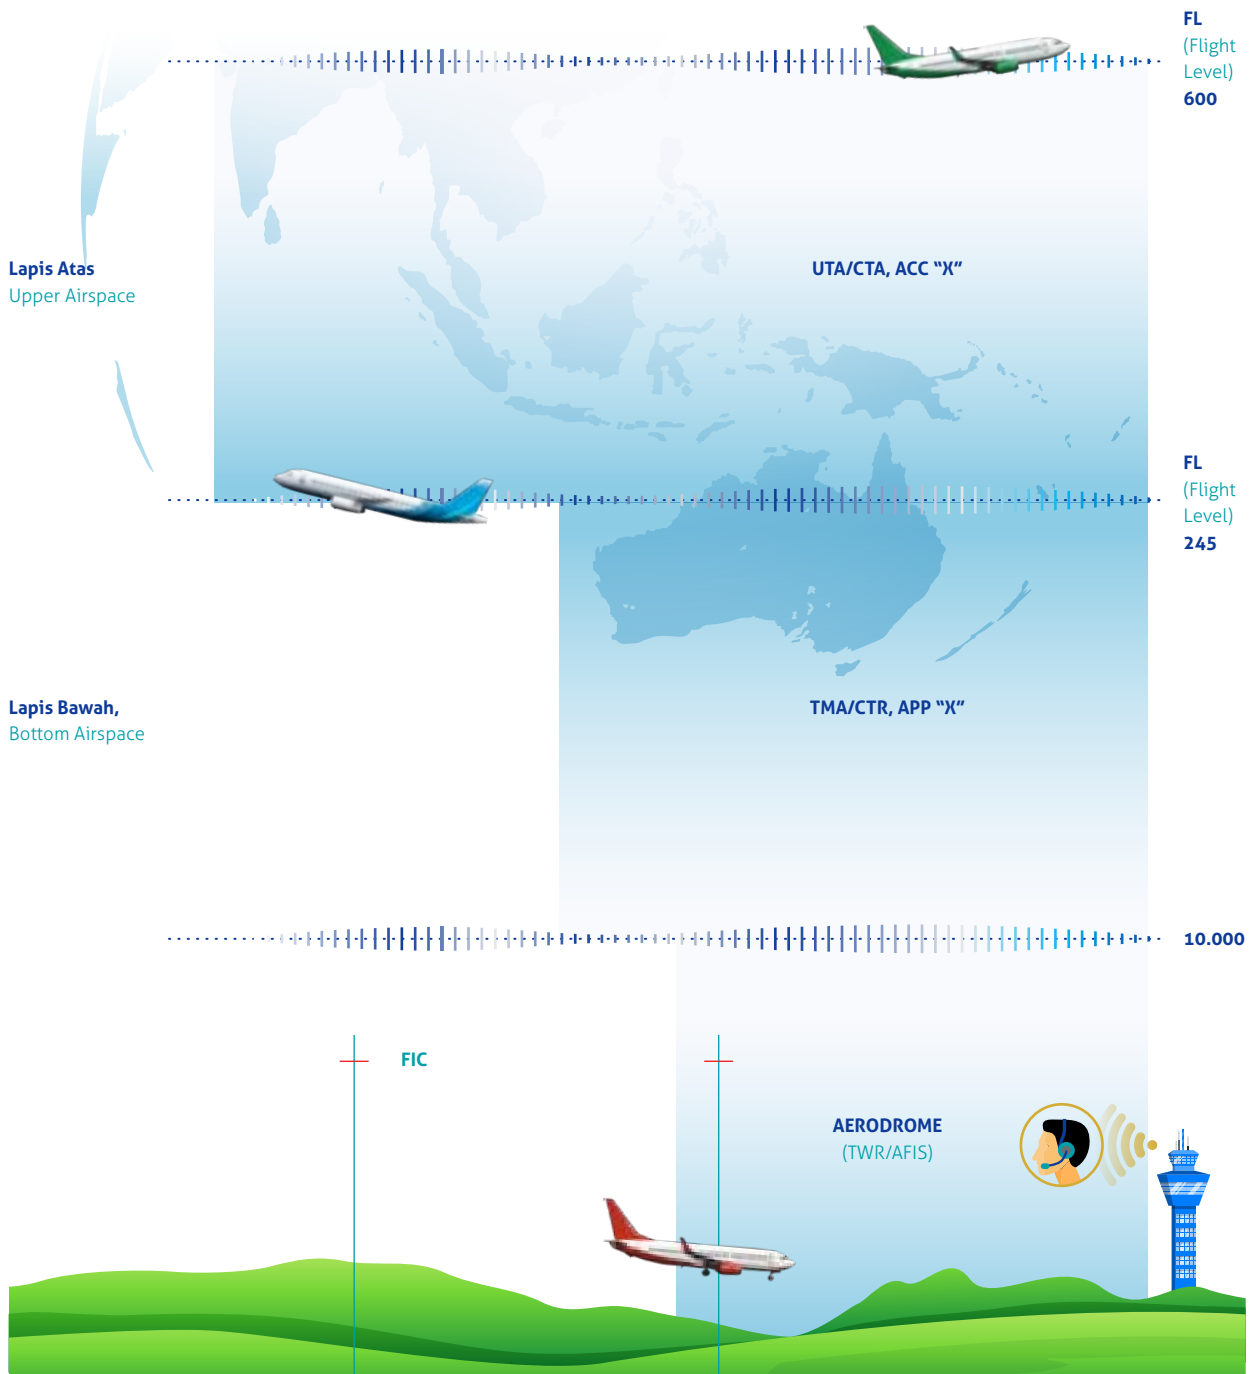 FL
(Flight
Level)
600
Lapis Atas
Upper Airspace
UTA/CTA, ACC “X”
FL
(Flight
Level)
245
Lapis Bawah,
Bottom Airspace
TMA/CTR, APP “X”
10.000
FIC
AERODROME
(TWR/AFIS)